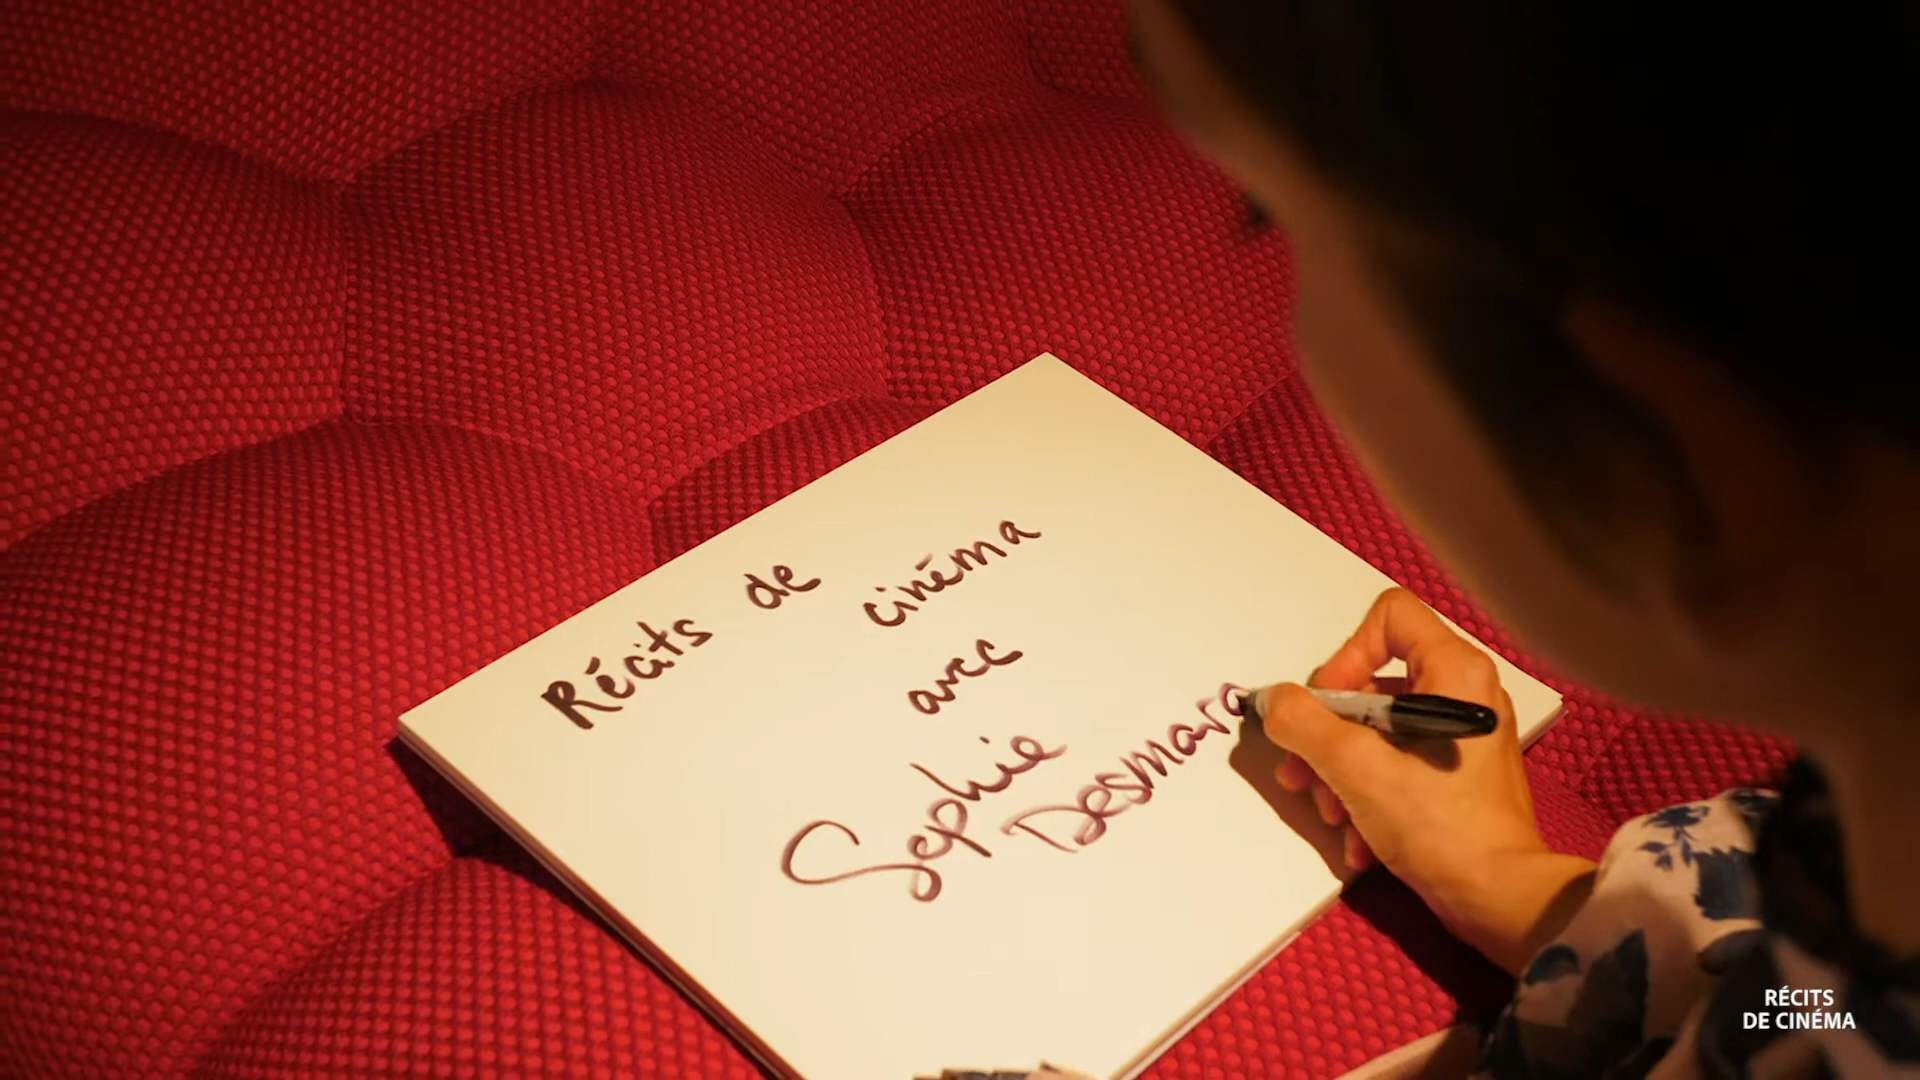 Récits de cinéma
avec
Sophie
Desmara
RÉCITS
DE CINÉMA